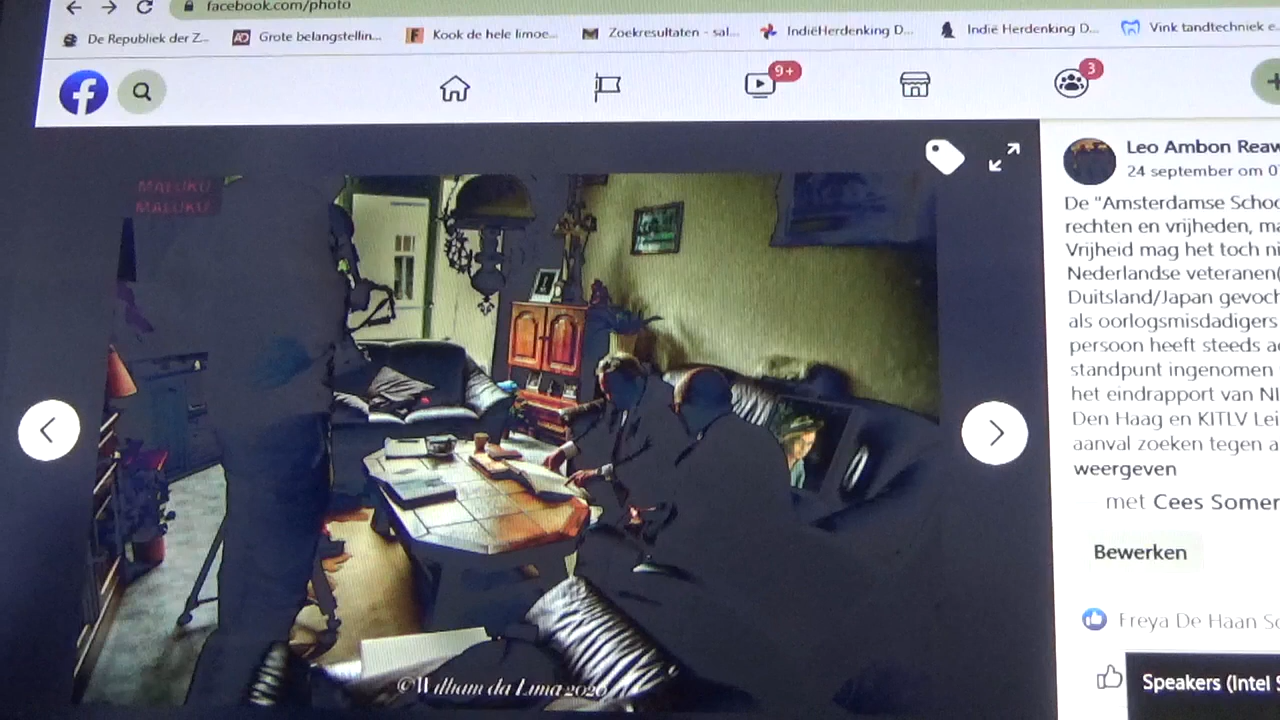 facebook.com/photo
De Republiek der Z...
AD Grote belangstellin...
F Kook de hele limoe...
Zoekresultaten - sal...
IndiëHerdenking D...
Indië Herdenking D...
Vink tandtechniek e
9+
3
MALUKU
MALUKU
©William da Lima 2020
Leo Ambon Reaw
24 september om 0
De "Amsterdamse Schoo
rechten en vrijheden, ma
Vrijheid mag het toch ni
Nederlandse veteranen(
Duitsland/Japan gevoch
als oorlogsmisdadigers
persoon heeft steeds a
standpunt ingenomen
het eindrapport van NI
Den Haag en KITLV Lei
aanval zoeken tegen a
weergeven
met Cees Somer
Bewerken
Freya De Haan So
Speakers (Intel S